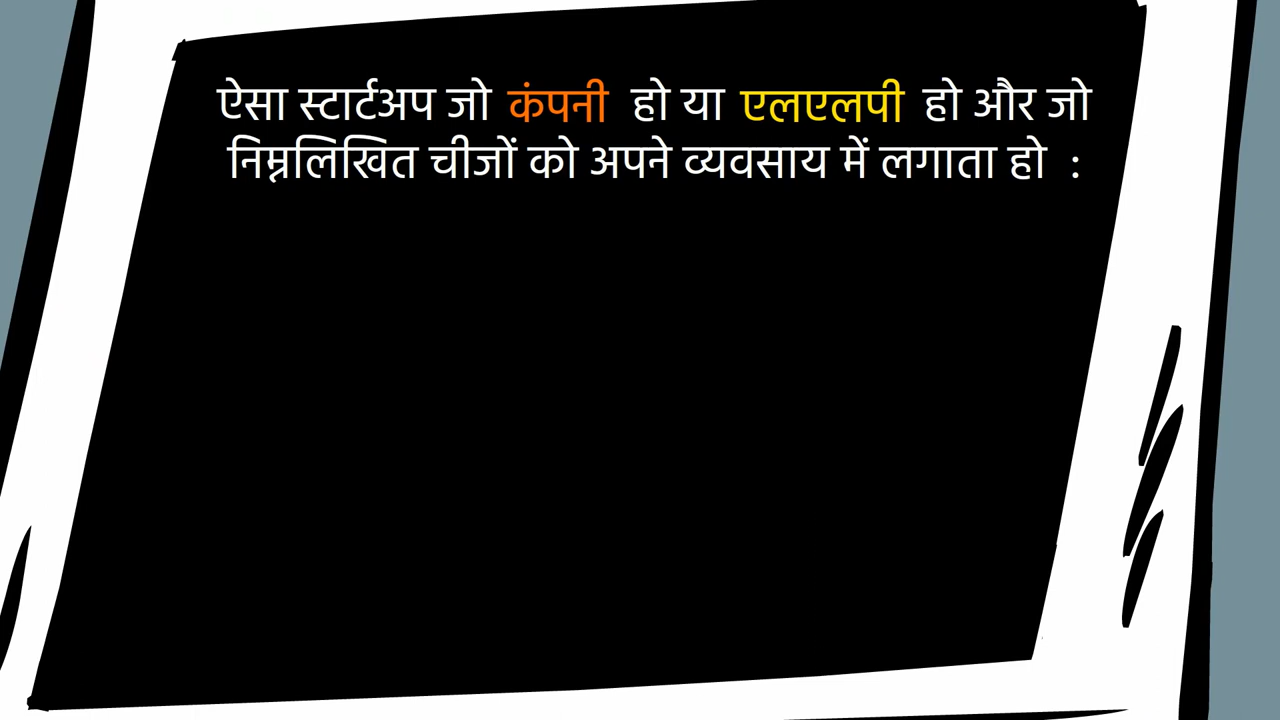 ऐसा स्टार्टअप जो कंपनी हो या एलएलपी हो और जो
निम्नलिखित चीजों को अपने व्यवसाय में लगाता हो :